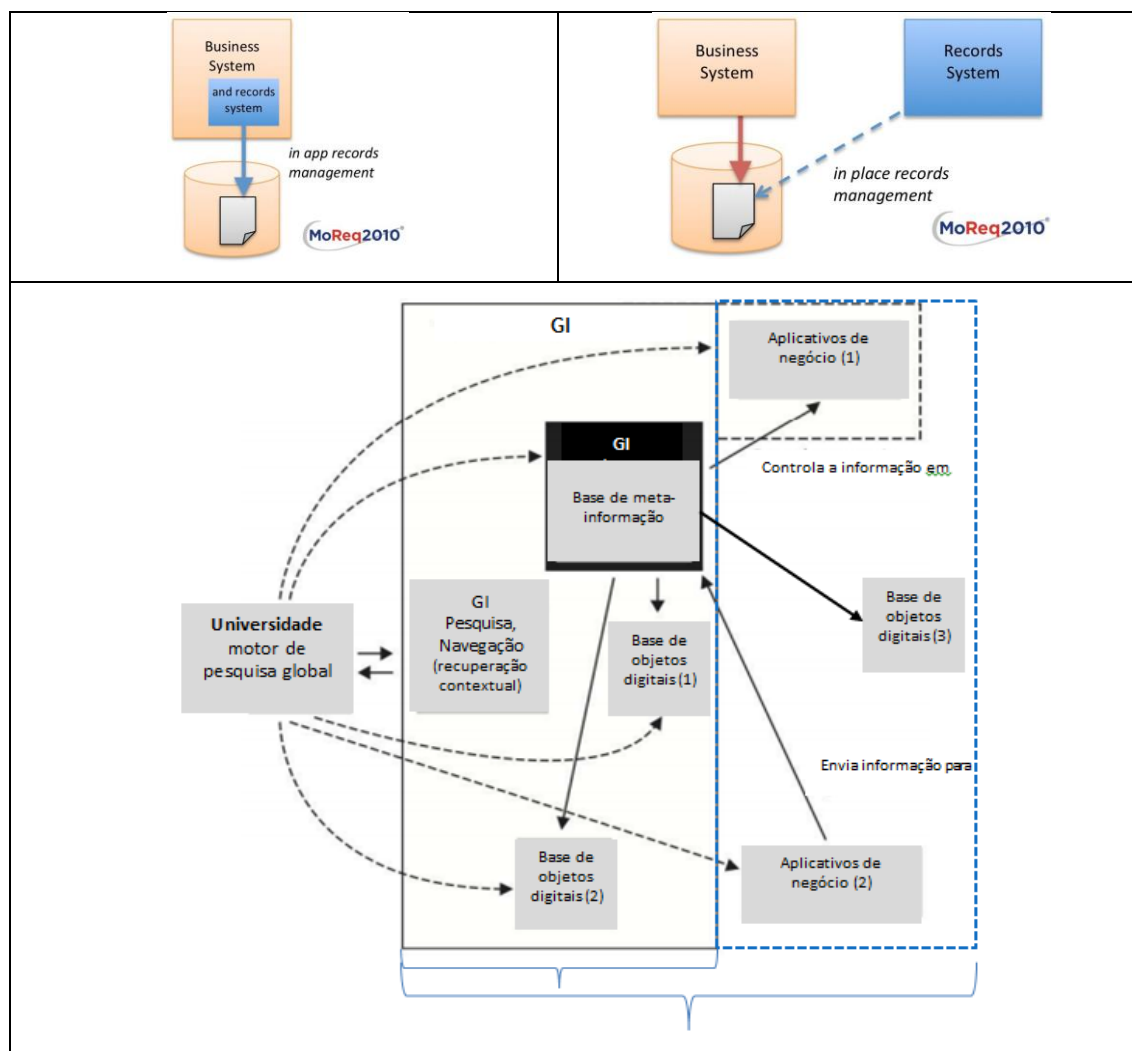 Business
System
and records
system
in app records
management
MoReq2010®
Business
System
Records
System
in place records
management
MoReq2010®
GI
Aplicativos de
negócio (1)
GI
Controla a informação em
Base de meta-
informação
Universidade
motor de
pesquisa global
GI
Pesquisa,
Navegação
(recuperação
contextual)
Base de
objetos
digitais (1)
Base de
objetos
digitais (3)
Envia informação para
Base de
objetos
digitais (2)
Aplicativos de
negócio (2)